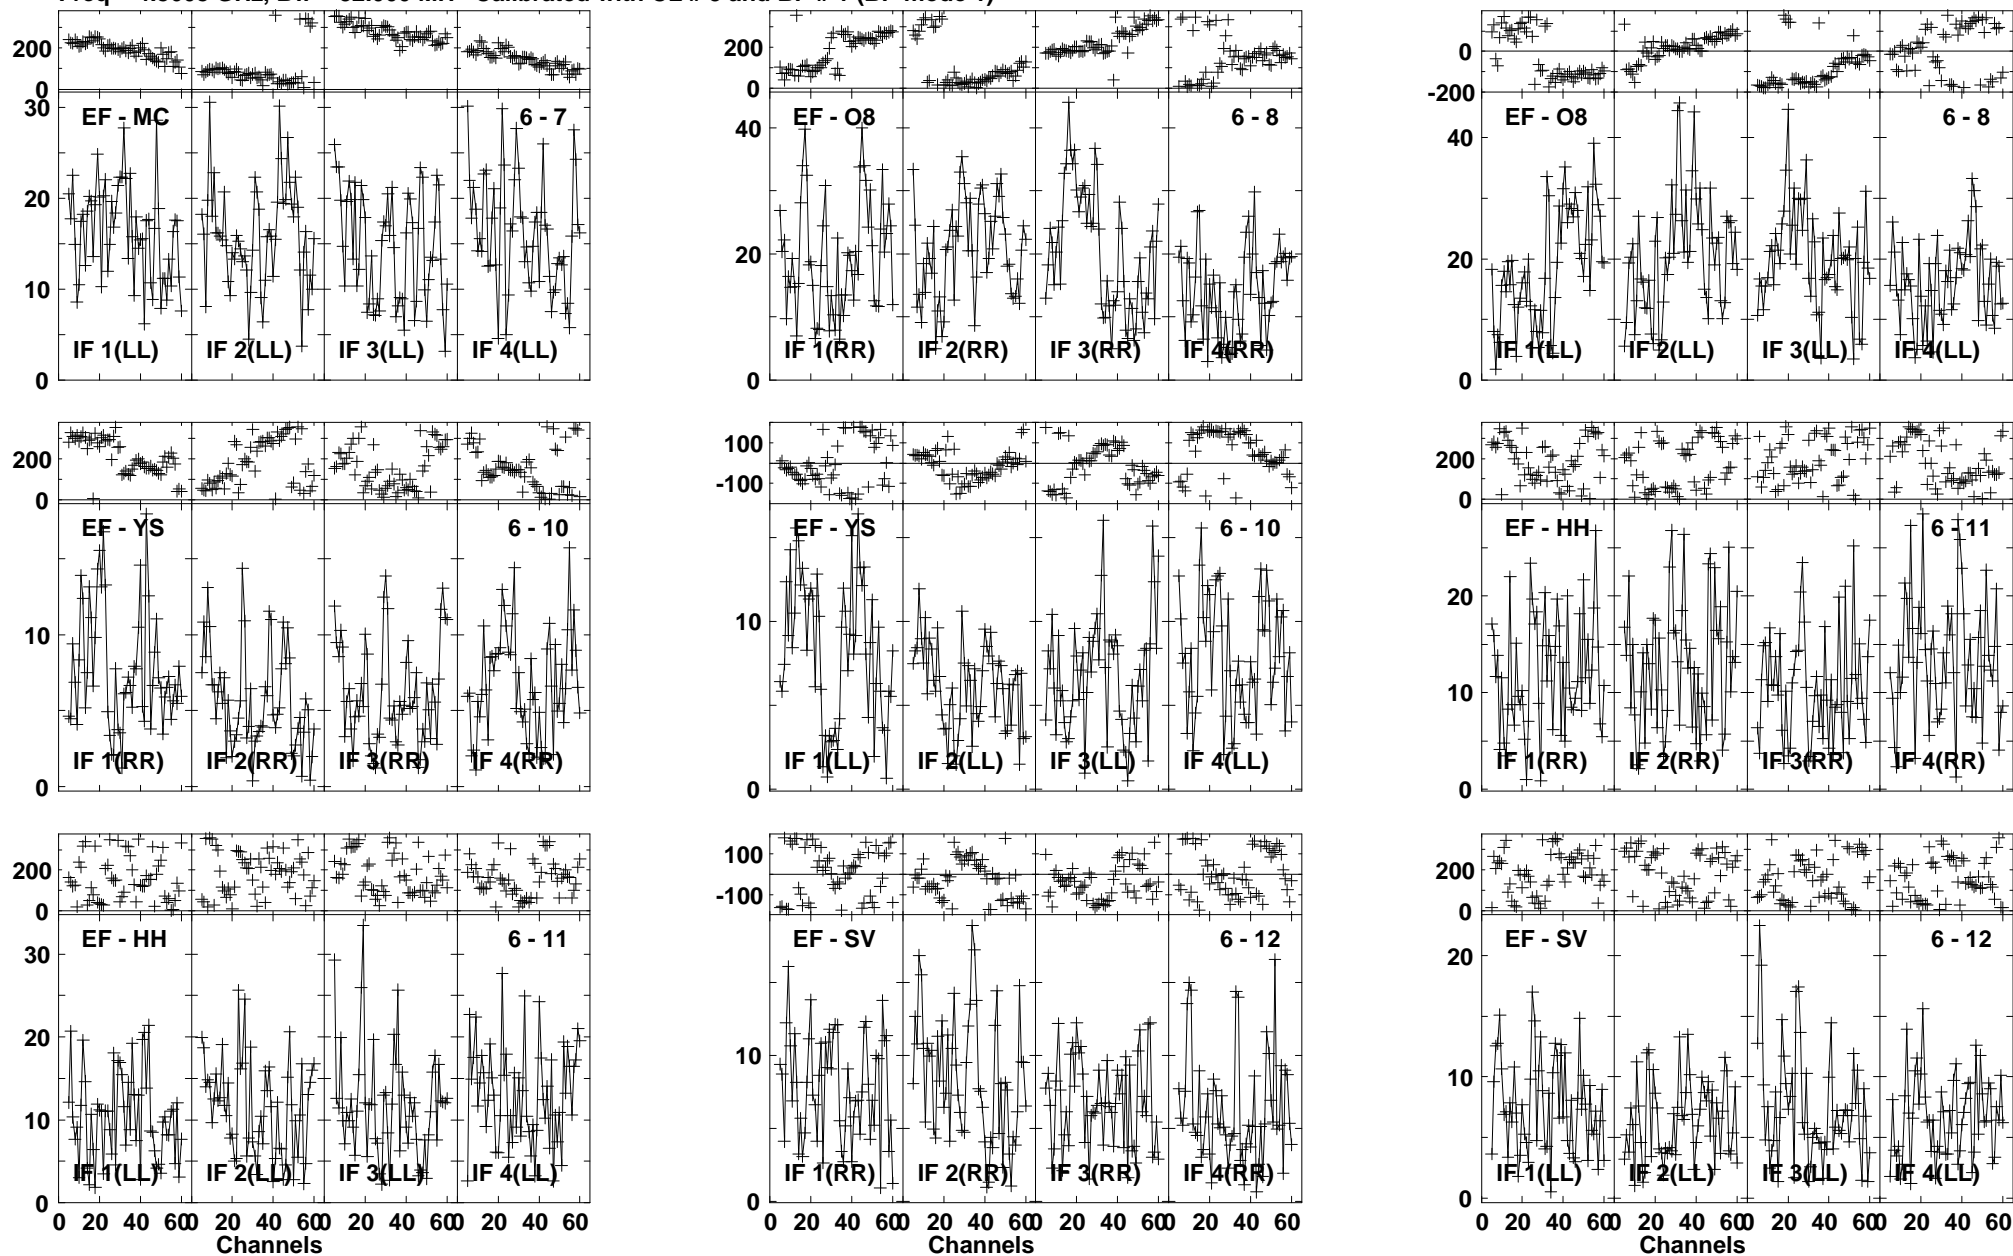 200
0
200
0
0
-200
30
20
10
0
EF - MC
6 - 7
IF 1(LL)
IF 2(LL)
IF 3(LL)
IF 4(LL)
40
20
0
EF - O8
6 - 8
IF 1(RR)
IF 2(RR)
IF 3(RR)
IF 4(RR)
40
20
0
EF - O8
6 - 8
IF 1(LL)
IF 2(LL)
IF 3(LL)
IF 4(LL)
200
0
100
-100
200
0
10
0
EF - YS
6 - 10
IF 1(RR)
IF 2(RR)
IF 3(RR)
IF 4(RR)
10
0
EF - YS
6 - 10
IF 1(LL)
IF 2(LL)
IF 3(LL)
IF 4(LL)
20
10
0
EF - HH
6 - 11
IF 1(RR)
IF 2(RR)
IF 3(RR)
IF 4(RR)
200
0
100
-100
200
0
30
20
10
0
EF - HH
6 - 11
IF 1(LL)
IF 2(LL)
IF 3(LL)
IF 4(LL)
10
0
EF - SV
6 - 12
IF 1(RR)
IF 2(RR)
IF 3(RR)
IF 4(RR)
20
10
0
EF - SV
6 - 12
IF 1(LL)
IF 2(LL)
IF 3(LL)
IF 4(LL)
0 20 40 60 0 20 40 60 0 20 40 60 0 20 40 60
Channels
0 20 40 60 0 20 40 60 0 20 40 60 0 20 40 60
Channels
0 20 40 60 0 20 40 60 0 20 40 60 0 20 40 60